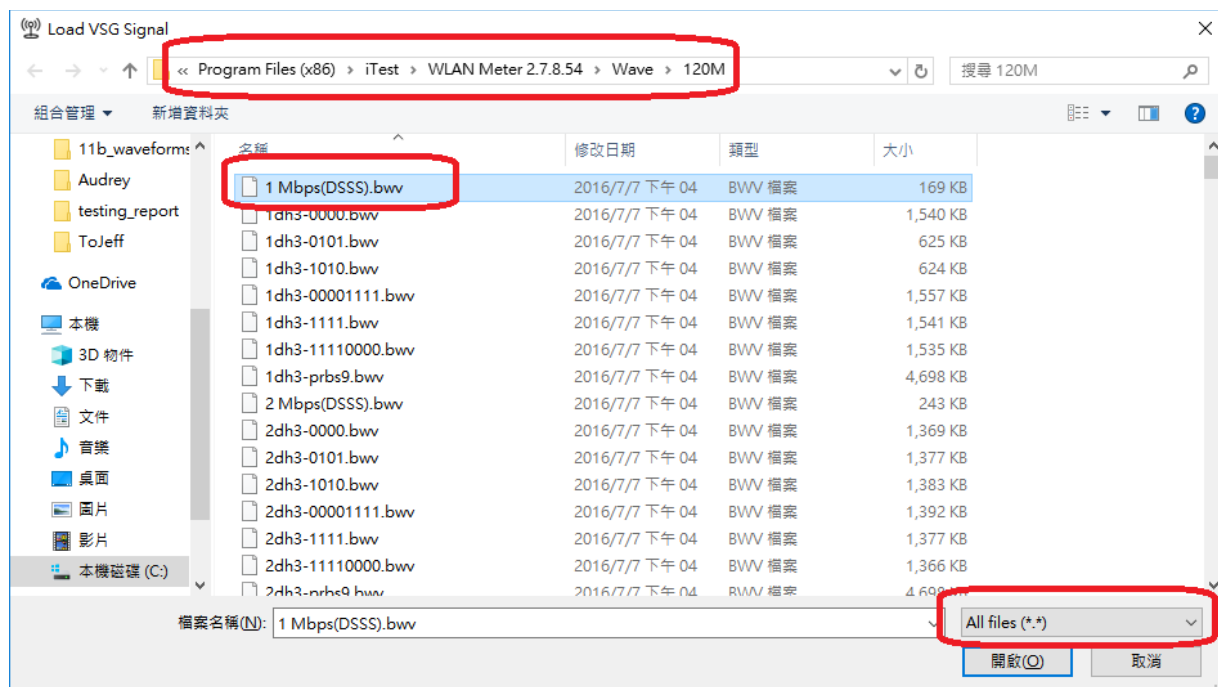 Load VSG Signal
« Program Files (x86) > iTest > WLAN Meter 2.7.8.54 > Wave > 120M 搜尋 120M
組合管理 新增資料夾
11b_waveforms
Audrey
testing_report
ToJeff
OneDrive
本機
3D 物件
下載
文件
音樂
桌面
圖片
影片
本機磁碟 (C:)
名稱 修改日期 類型 大小
1 Mbps(DSSS).bwv 2016/7/7 下午 04 BWV 檔案 169 KB
1dh3-0000.bwv 2016/7/7 下午 04 BWV 檔案 1,540 KB
1dh3-0101.bwv 2016/7/7 下午 04 BWV 檔案 625 KB
1dh3-1010.bwv 2016/7/7 下午 04 BWV 檔案 624 KB
1dh3-00001111.bwv 2016/7/7 下午 04 BWV 檔案 1,557 KB
1dh3-1111.bwv 2016/7/7 下午 04 BWV 檔案 1,541 KB
1dh3-11110000.bwv 2016/7/7 下午 04 BWV 檔案 1,535 KB
1dh3-prbs9.bwv 2016/7/7 下午 04 BWV 檔案 4,698 KB
2 Mbps(DSSS).bwv 2016/7/7 下午 04 BWV 檔案 243 KB
2dh3-0000.bwv 2016/7/7 下午 04 BWV 檔案 1,369 KB
2dh3-0101.bwv 2016/7/7 下午 04 BWV 檔案 1,377 KB
2dh3-1010.bwv 2016/7/7 下午 04 BWV 檔案 1,383 KB
2dh3-00001111.bwv 2016/7/7 下午 04 BWV 檔案 1,392 KB
2dh3-1111.bwv 2016/7/7 下午 04 BWV 檔案 1,377 KB
2dh3-11110000.bwv 2016/7/7 下午 04 BWV 檔案 1,366 KB
2dh3-prbs9.bwv 2016/7/7 下午 04 BWV 檔案 4,698
檔案名稱(N): 1 Mbps(DSSS).bwv All files (*.*)
開啟(O) 取消